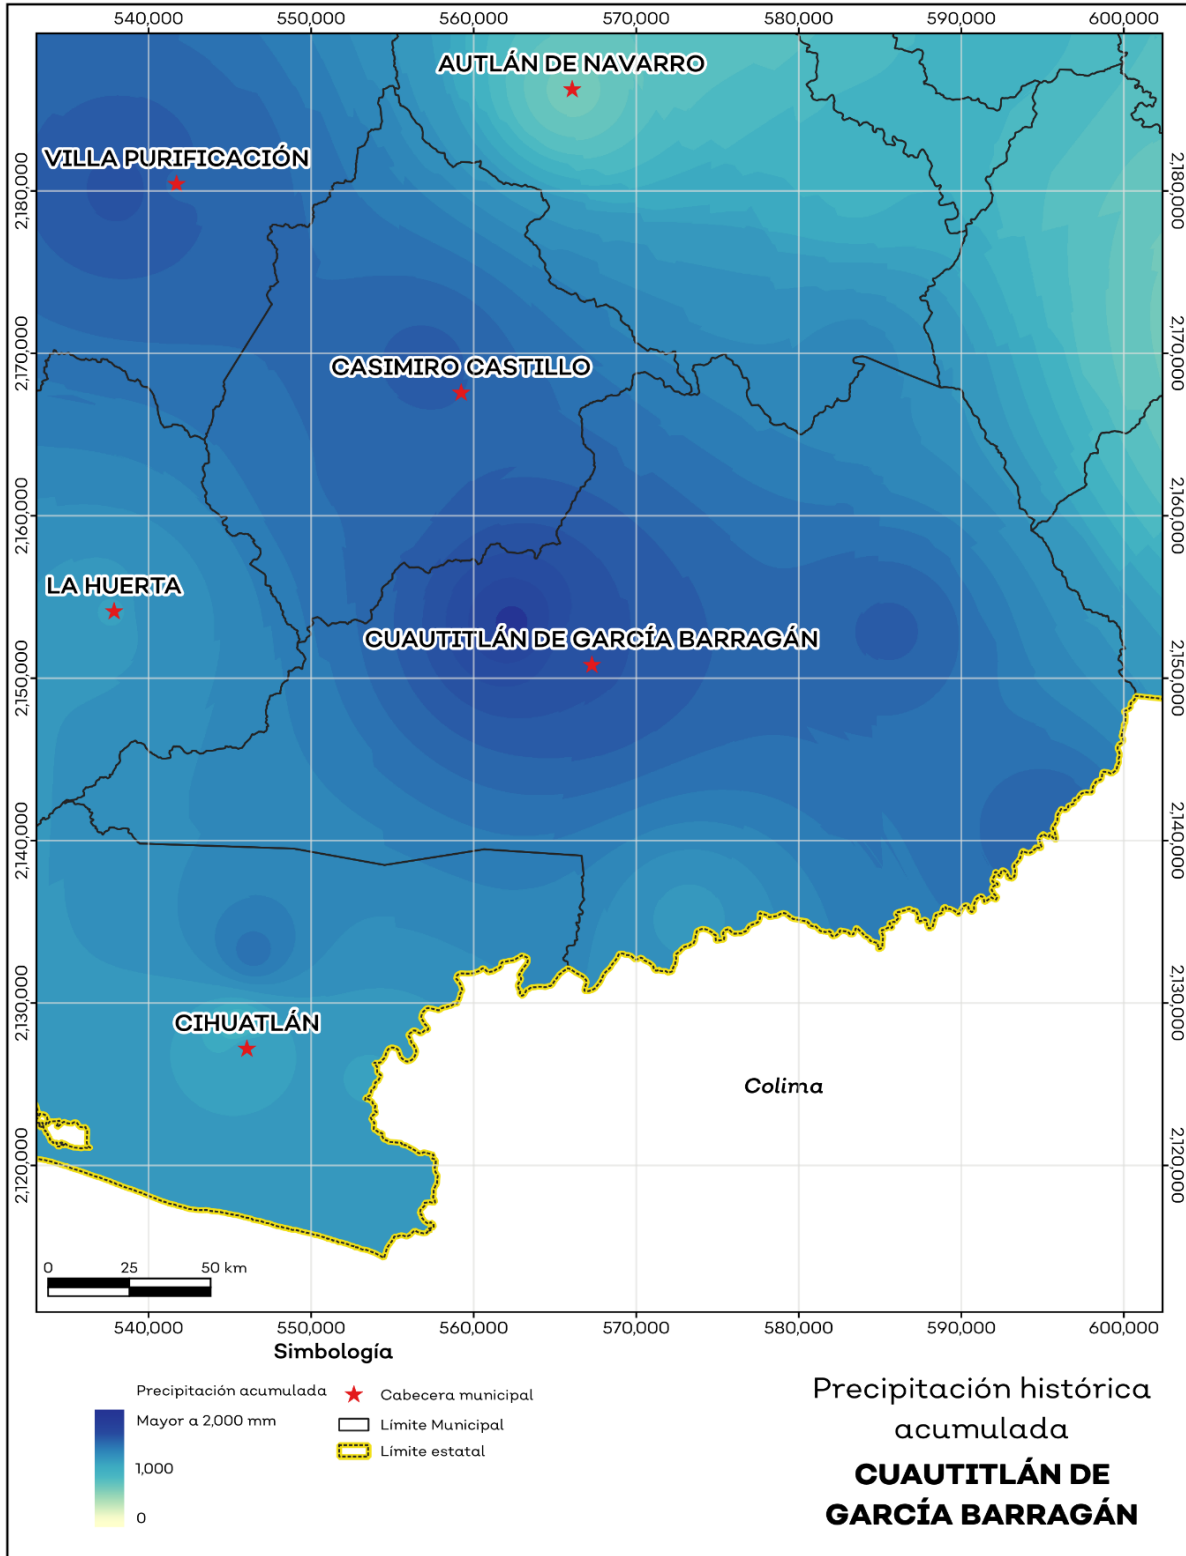 540,000 550,000 560,000 570,000 580,000 590,000 600,000
AUTLÁN DE NAVARRO
VILLA PURIFICACIÓN
2,180,000 2,180,000
2,170,000 2,170,000
CASIMIRO CASTILLO
2,160,000 2,160,000
LA HUERTA
CUAUTITLÁN DE GARCÍA BARRAGÁN
2,150,000 2,150,000
2,140,000 2,140,000
2,130,000 2,130,000
CIHUATLÁN
Colima
2,120,000 2,120,000
0 25 50 km
540,000 550,000 560,000 570,000 580,000 590,000 600,000
Simbología
Precipitación acumulada
Mayor a 2,000 mm
1,000
0
Cabecera municipal
Límite Municipal
Límite estatal
Precipitación histórica
acumulada
CUAUTITLÁN DE
GARCÍA BARRAGÁN